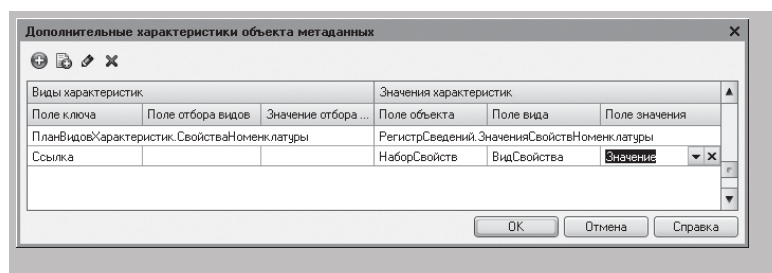 Дополнительные характеристики объекта метаданных
Виды характеристик Значения характеристик
Поле ключа Поле отбора видов Значение отбора ... Поле объекта Поле вида Поле значения
ПланВидовХарактеристик.СвойстваНоменклатуры РегистрСведений.ЗначенияСвойствНоменклатуры
Ссылка НаборСвойств ВидСвойства Значение
OK Отмена Справка